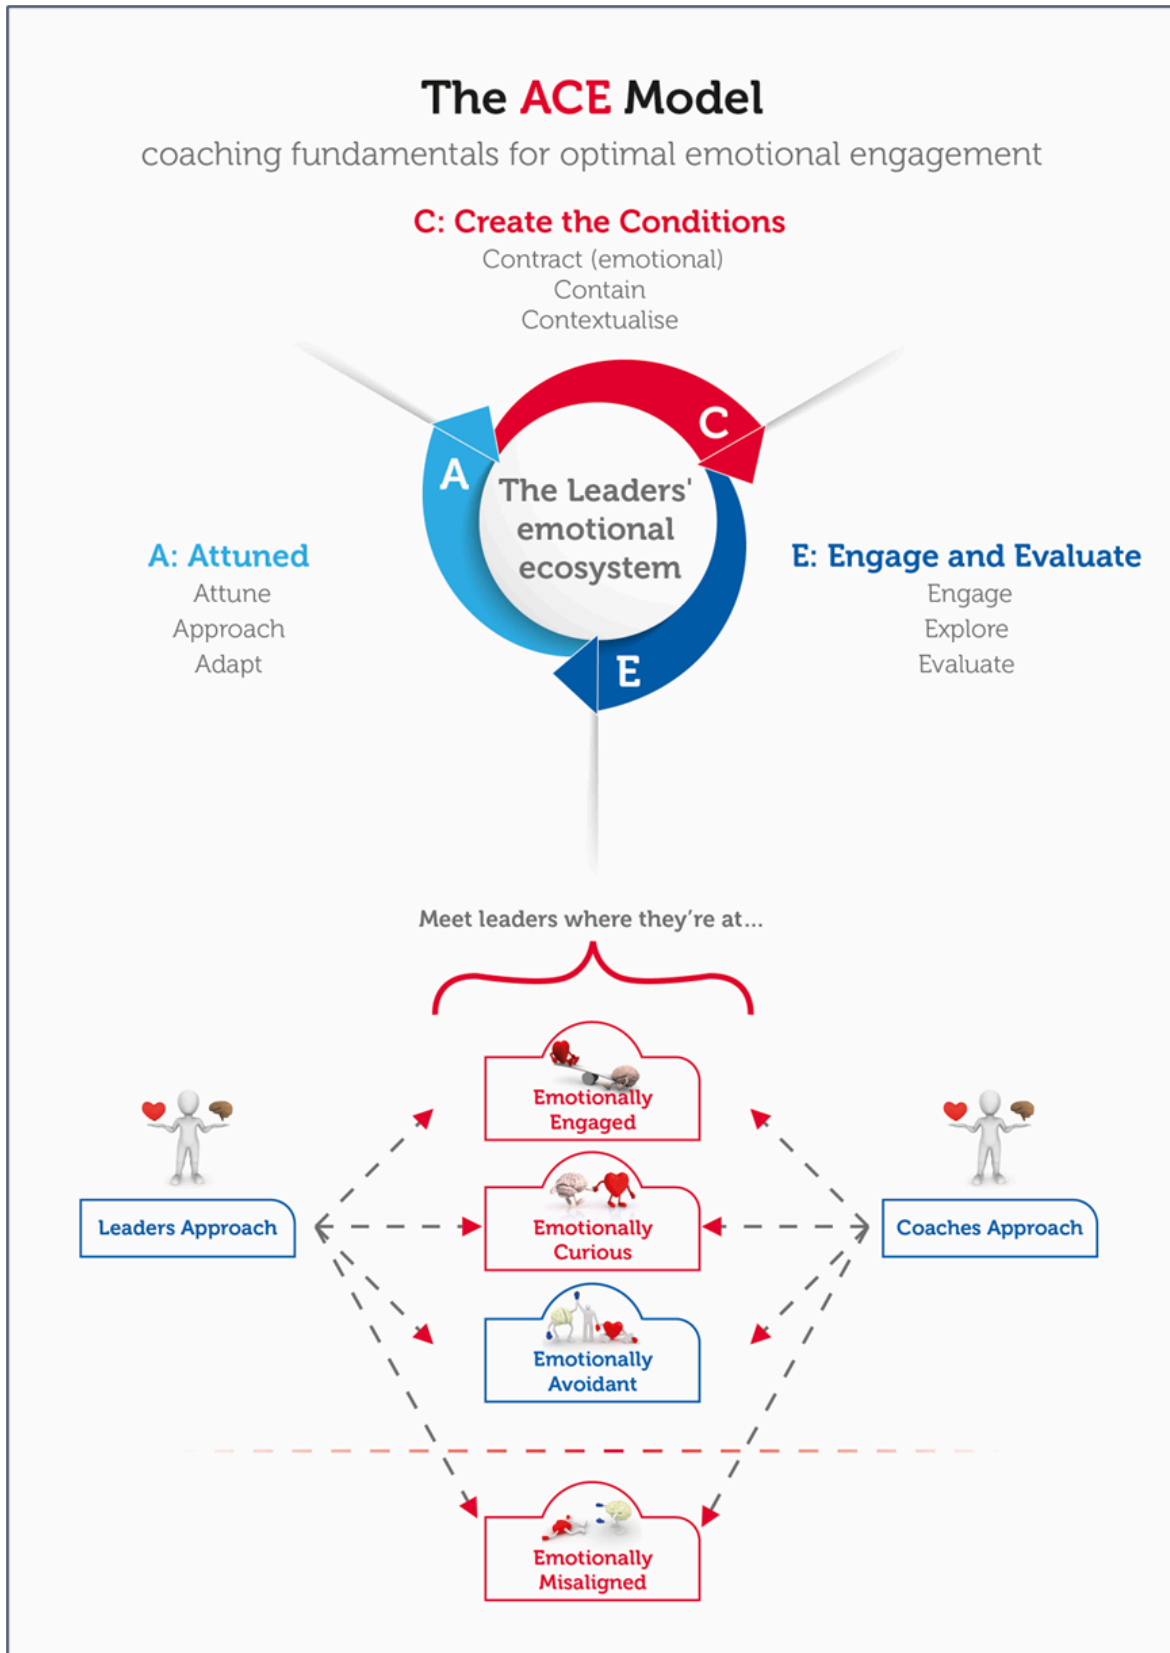 The ACE Model
coaching fundamentals for optimal emotional engagement
C: Create the Conditions
Contract (emotional)
Contain
Contextualise
C
A
The Leaders'
emotional
ecosystem
E
A: Attuned
Attune
Approach
Adapt
E: Engage and Evaluate
Engage
Explore
Evaluate
Meet leaders where they're at...
Emotionally
Engaged
Leaders Approach
Emotionally
Curious
Coaches Approach
Emotionally
Avoidant
Emotionally
Misaligned